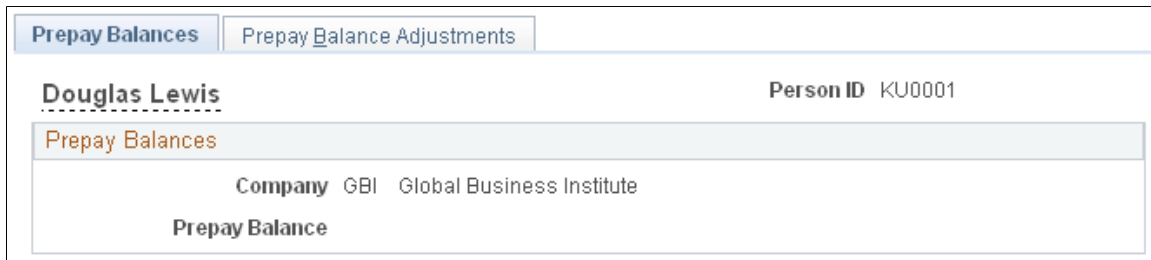 Prepay Balances Prepay Balance Adjustments
Douglas Lewis Person ID KU0001
Prepay Balances
Company GBI Global Business Institute
Prepay Balance